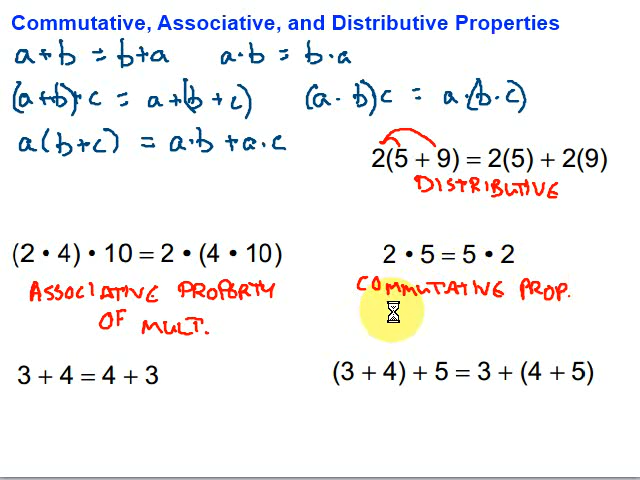 Commutative, Associative, and Distributive Properties
a+b = b+a    a·b = b·a
(a+b)+c = a+(b+c)    (a·b)c = a·(b·c)
a(b+c) = a·b + a·c
2(5 + 9) = 2(5) + 2(9)
DISTRIBUTIVE
(2 • 4) • 10 = 2 • (4 • 10)    2 • 5 = 5 • 2
ASSOCIATIVE PROPERTY    COMMUTATIVE PROP.
OF MULT.
3 + 4 = 4 + 3    (3 + 4) + 5 = 3 + (4 + 5)